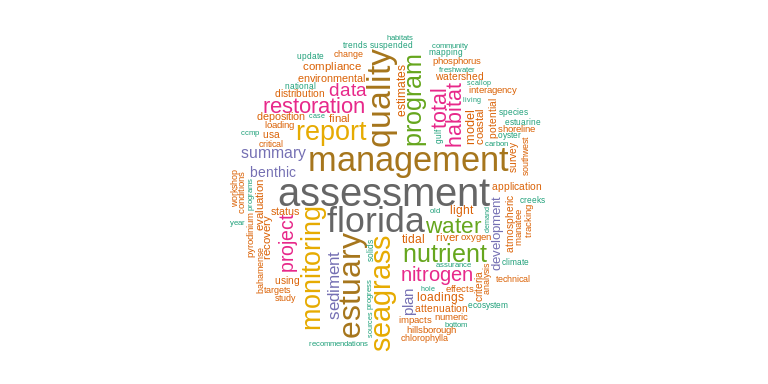 habitats
trends suspended
community
mapping
update
change
phosphorus
compliance
freshwater
environmental
watershed
scallop
national
data
quality
estimates
program
interagency
distribution
restoration
total
habitat
living
deposition
case
final
report
model
coastal
potential
species
loading
estuarine
ccmp
usa
shoreline
gulf
oyster
critical
carbon
summary
management
survey
southwest
benthic
workshop
conditions
programs
evaluation
assessment
application
creeks
status
florida
old
light
water
demand
development
atmospheric
manatee
tracking
year
pyrodinium
recovery
project
monitoring
estuary
solids
seagrass
tidal
river
oxygen
nutrient
climate
bahamense
sediment
assurance
nitrogen
analysis
criteria
technical
using
targets
study
progress
sources
plan
hole
effects
loadings
ecosystem
attenuation
impacts
numeric
bottom
hillsborough
chlorophylla
recommendations